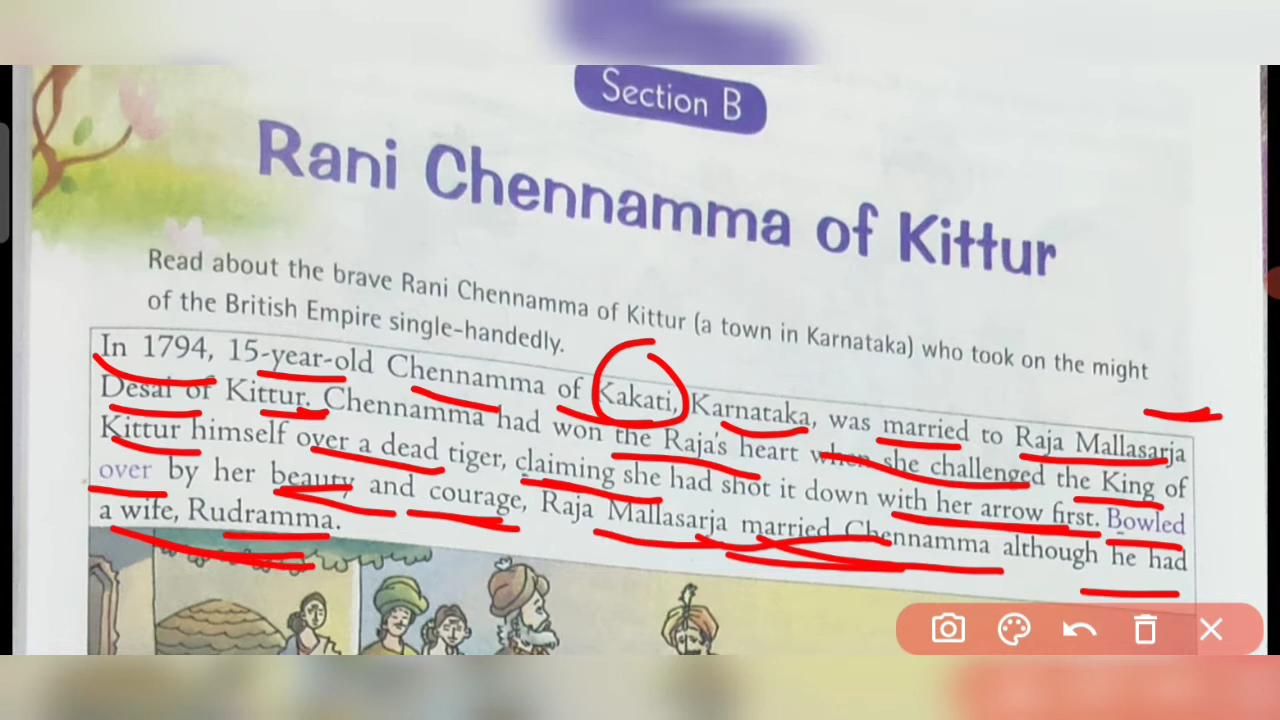 Section B
Rani Chennamma of Kittur
Read about the brave Rani Chennamma of Kittur (a town in Karnataka) who took on the might
of the British Empire single-handedly.
In 1794, 15-year-old Chennamma of Kakati, Karnataka, was married to Raja Mallasarja
Desai of Kittur. Chennamma had won the Raja's heart when she challenged the King of
Kittur himself over a dead tiger, claiming she had shot it down with her arrow first. Bowled
over by her beauty and courage, Raja Mallasarja married Chennamma although he had
a wife, Rudramma.